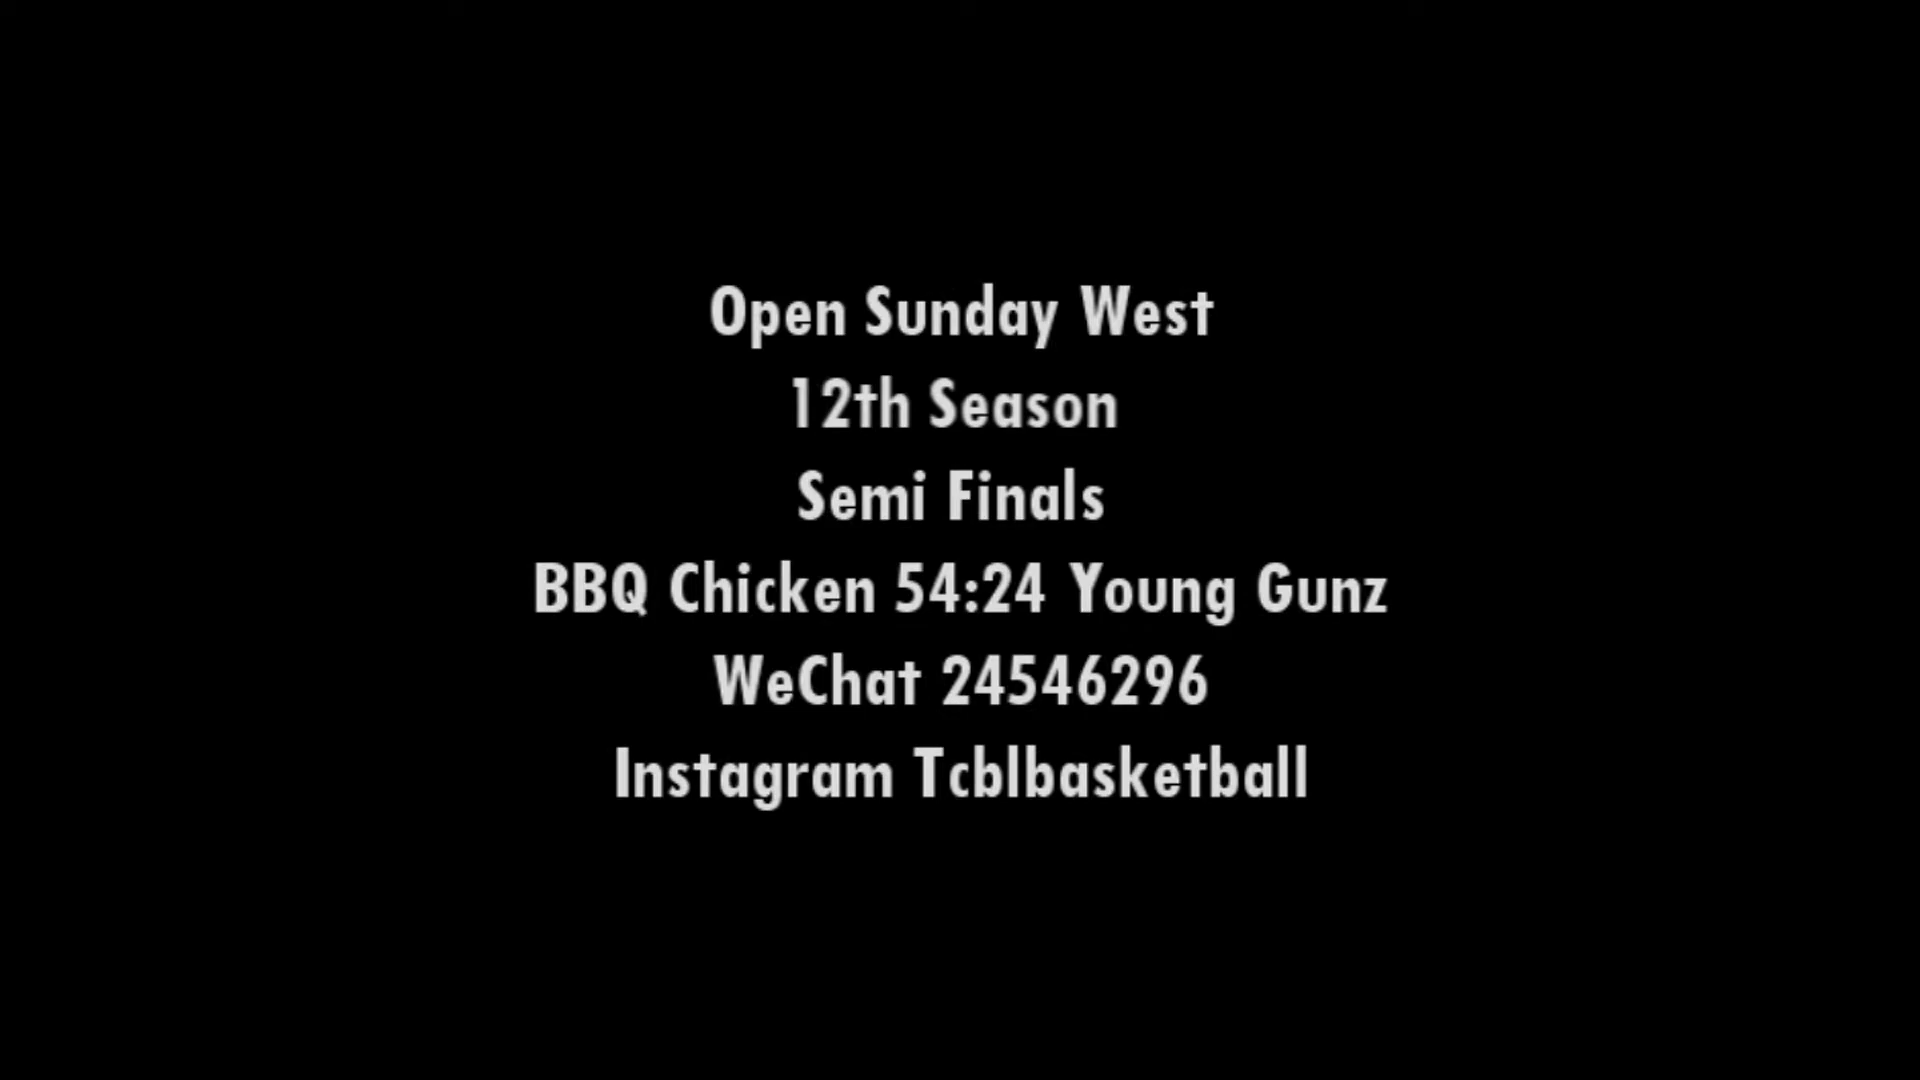 Open Sunday West
12th Season
Semi Finals
BBQ Chicken 54:24 Young Gunz
WeChat 24546296
Instagram Tcblbasketball